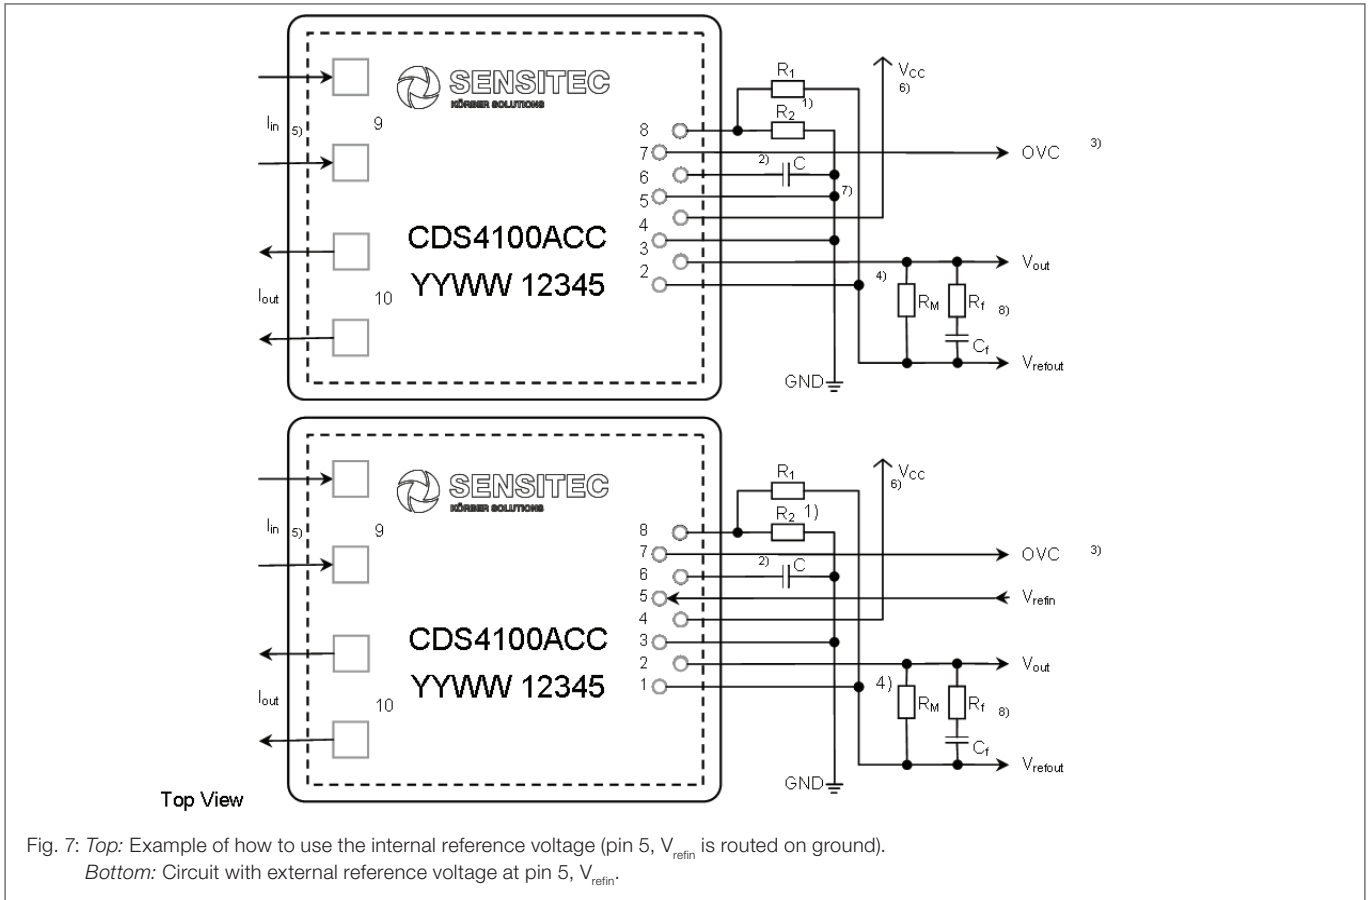 R1
VCC
6)
SENSITEC
KÖRBER SOLUTIONS
1)
R2
Iin 5)
9
8
7
OVC 3)
2) C
6
7)
5
4
CDS4100ACC
3
Vout
2
4)
YYWW 12345
Iout
10
RM
Rf
8)
Cf
Vrefout
GND
R1
VCC
6)
SENSITEC
KÖRBER SOLUTIONS
R2 1)
Iin 5)
9
8
7
OVC 3)
2) C
6
5
Vrefin
4
CDS4100ACC
3
2
Vout
1
4)
YYWW 12345
Iout
10
RM
Rf
8)
Cf
Vrefout
GND
Top View
Fig. 7: Top: Example of how to use the internal reference voltage (pin 5, Vrefin is routed on ground).
Bottom: Circuit with external reference voltage at pin 5, Vrefin.